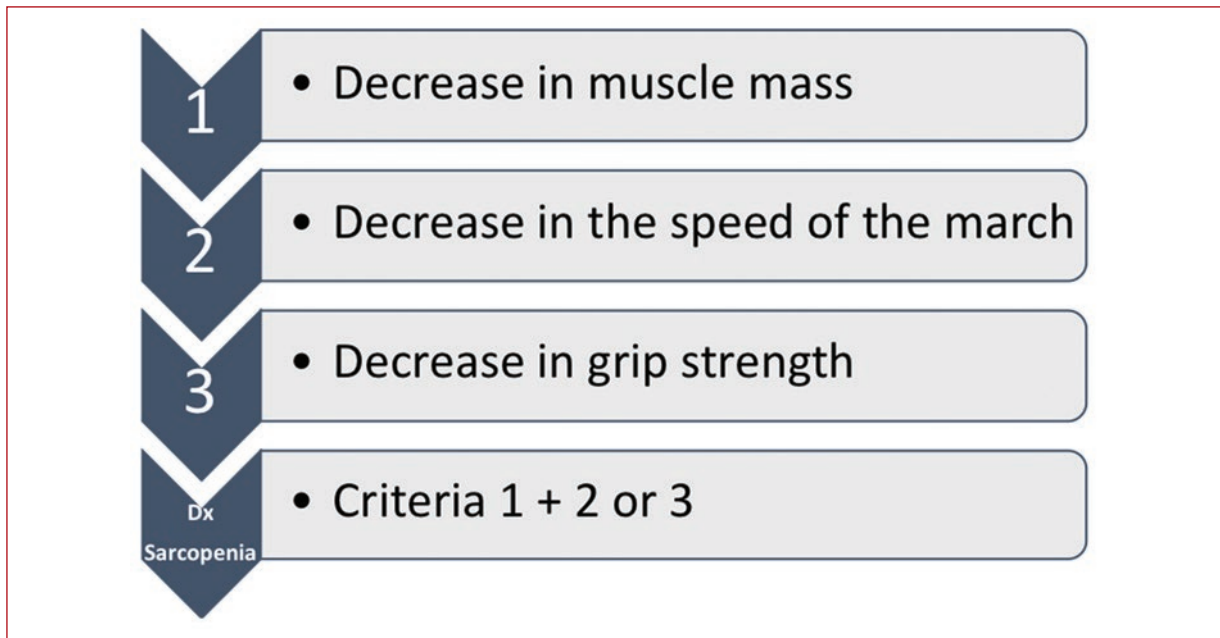 1
• Decrease in muscle mass
2
• Decrease in the speed of the march
3
• Decrease in grip strength
Dx
Sarcopenia
• Criteria 1 + 2 or 3